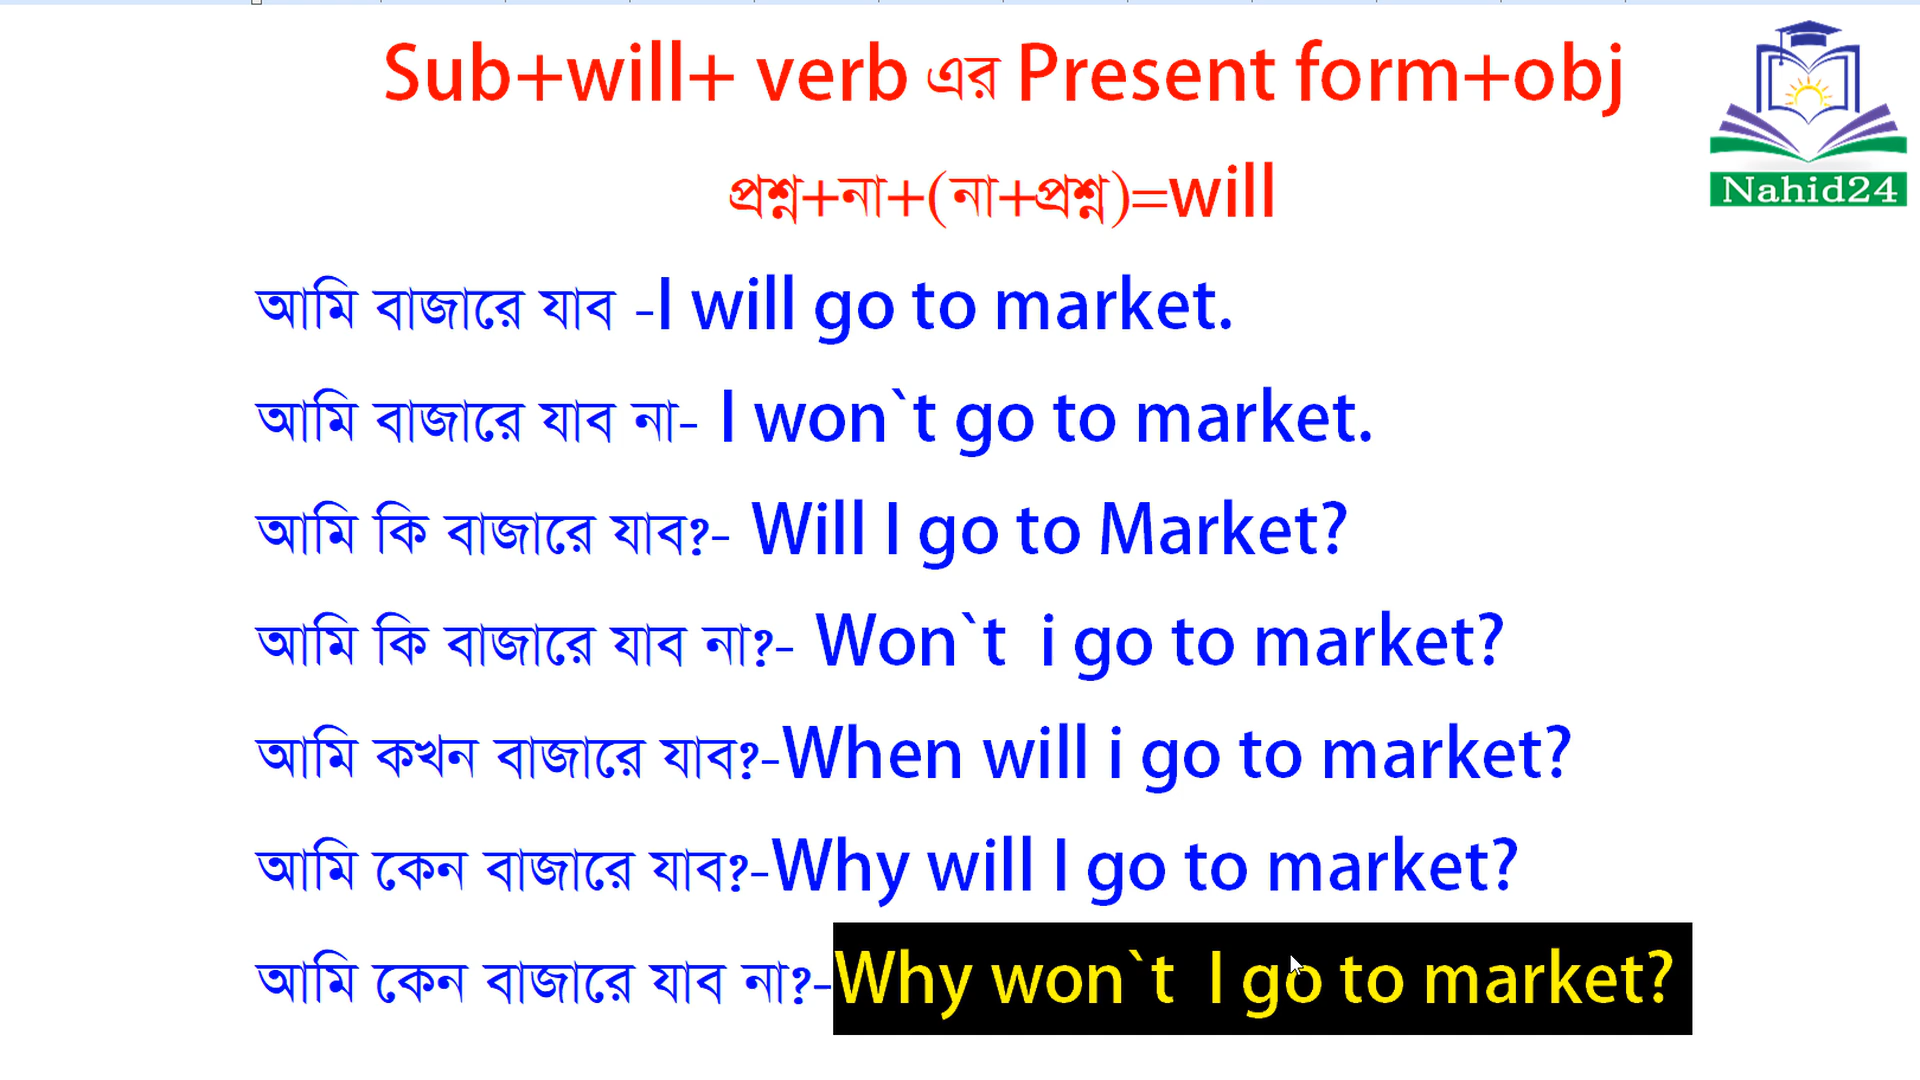 Sub+will+ verb এর Present form+obj
Nahid24
প্রশ্ন+না+(না+প্রশ্ন)=will
আমি বাজারে যাব -I will go to market.
আমি বাজারে যাব না- I won`t go to market.
আমি কি বাজারে যাব?- Will I go to Market?
আমি কি বাজারে যাব না?- Won`t  i go to market?
আমি কখন বাজারে যাব?-When will i go to market?
আমি কেন বাজারে যাব?-Why will I go to market?
আমি কেন বাজারে যাব না?-Why won`t  I go to market?